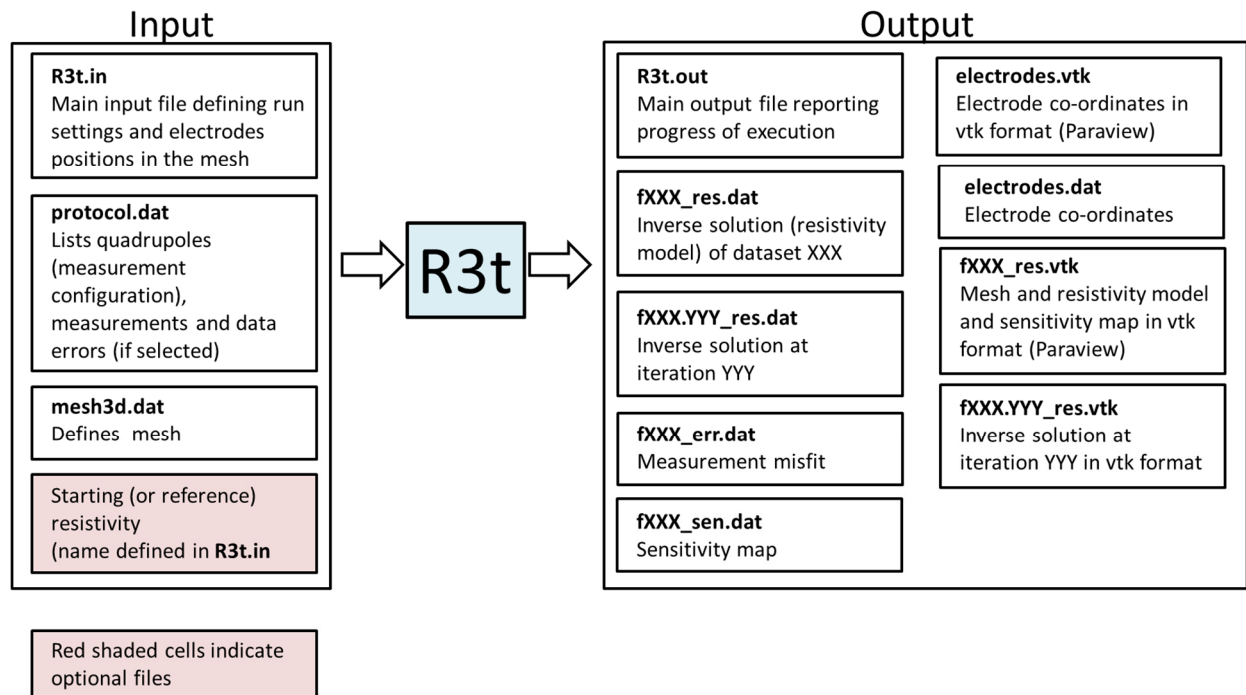 Input
R3t.in
Main input file defining run
settings and electrodes
positions in the mesh
protocol.dat
Lists quadrupoles
(measurement
configuration),
measurements and data
errors (if selected)
mesh3d.dat
Defines mesh
Starting (or reference)
resistivity
(name defined in R3t.in
Red shaded cells indicate
optional files
R3t
Output
R3t.out
Main output file reporting
progress of execution
fXXX_res.dat
Inverse solution (resistivity
model) of dataset XXX
fXXX.YYY_res.dat
Inverse solution at
iteration YYY
fXXX_err.dat
Measurement misfit
fXXX_sen.dat
Sensitivity map
electrodes.vtk
Electrode co-ordinates in
vtk format (Paraview)
electrodes.dat
Electrode co-ordinates
fXXX_res.vtk
Mesh and resistivity model
and sensitivity map in vtk
format (Paraview)
fXXX.YYY_res.vtk
Inverse solution at
iteration YYY in vtk format